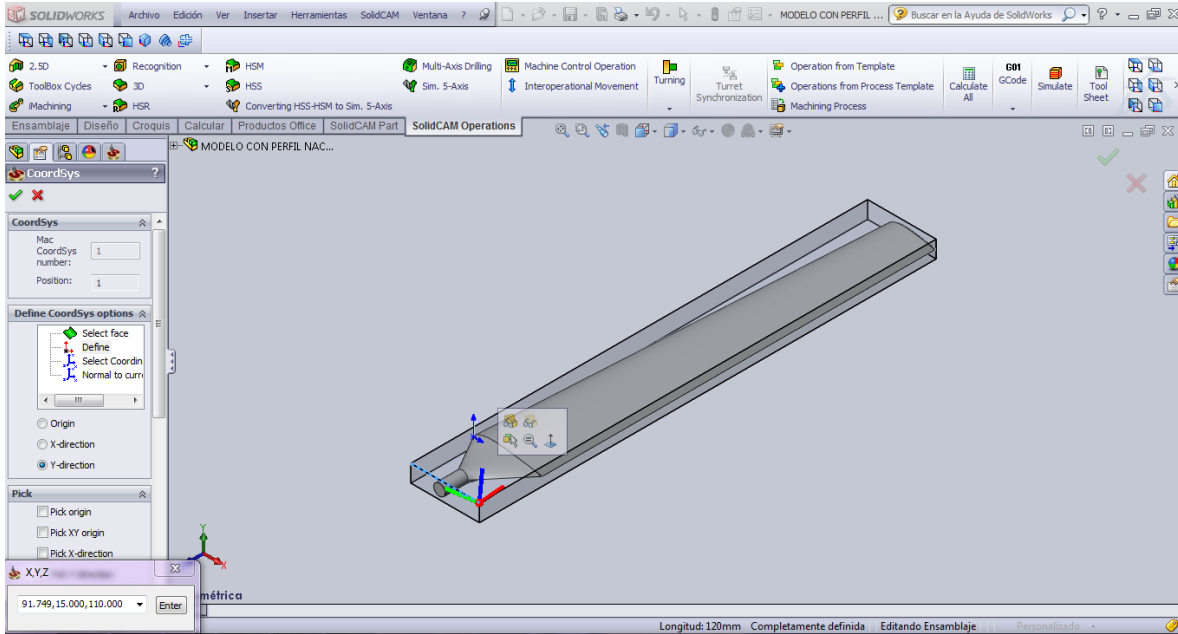 SOLIDWORKS Archivo Edición Ver Insertar Herramientas SolidCAM Ventana ? MODELO CON PERFIL ... Buscar en la Ayuda de SolidWorks ?
2.5D Recognition HSM Multi-Axis Drilling Machine Control Operation Operation from Template
ToolBox Cycles 3D HSS Sim. 5-Axis Interoperational Movement Operations from Process Template
iMachining HSR Converting HSS-HSM to Sim. 5-Axis Machining Process
Turning
Turret
Synchronization
Calculate
All
G01
GCode
Simulate
Tool
Sheet
Ensamblaje Diseño Croquis Calcular Productos Office SolidCAM Part SolidCAM Operations
MODELO CON PERFIL NAC...
CoordSys ?
CoordSys
Mac
CoordSys
number:
1
Position: 1
Define CoordSys options
Select face
Define
Select Coordin
Normal to curr
Origin
X-direction
Y-direction
Pick
Pick origin
Pick XY origin
Pick X-direction
X,Y,Z
91.749,15.000,110.000 Enter
Y
X
métrica
Longitud: 120mm Completamente definida Editando Ensamblaje Personalizado